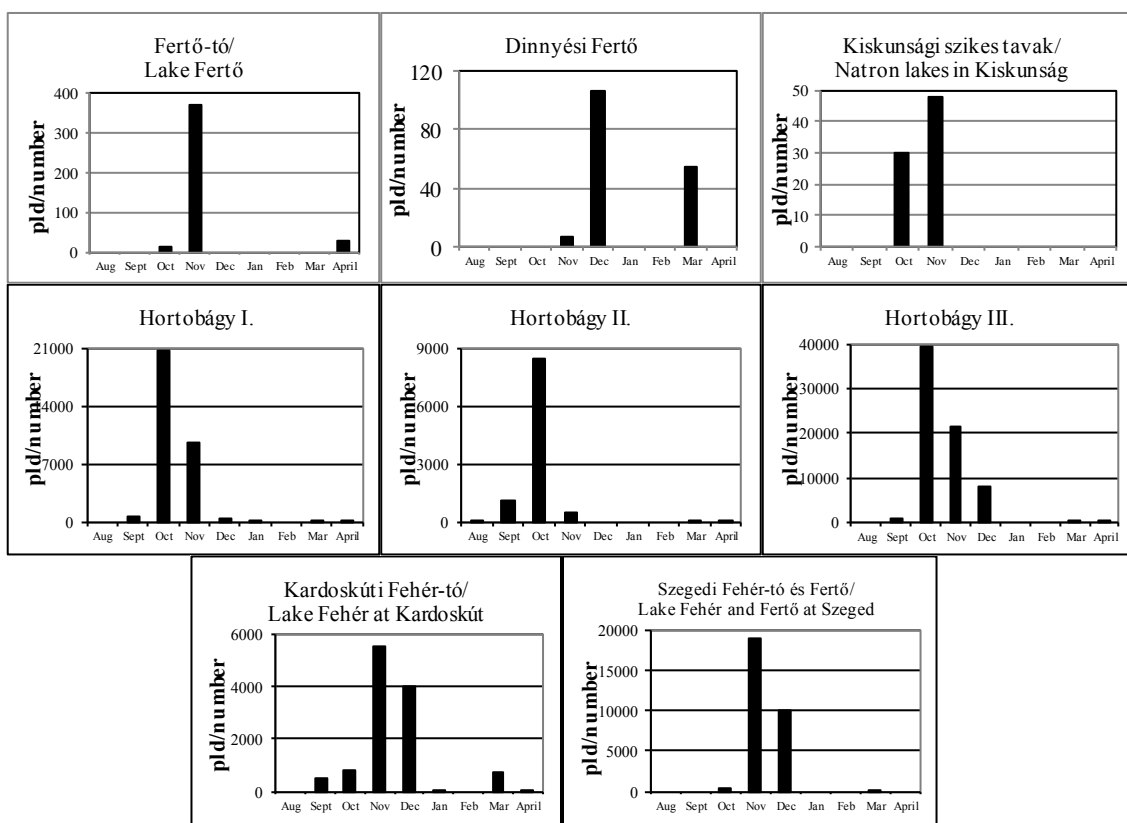 Fertő-tó/
Lake Fertő
pld/number
400
300
200
100
0
Aug Sept Oct Nov Dec Jan Feb Mar April
Dinnyési Fertő
pld/number
120
80
40
0
Aug Sept Oct Nov Dec Jan Feb Mar April
Kiskunsági szikes tavak/
Natron lakes in Kiskunság
pld/number
50
40
30
20
10
0
Aug Sept Oct Nov Dec Jan Feb Mar April
Hortobágy I.
pld/number
21000
14000
7000
0
Aug Sept Oct Nov Dec Jan Feb Mar April
Hortobágy II.
pld/number
9000
6000
3000
0
Aug Sept Oct Nov Dec Jan Feb Mar April
Hortobágy III.
pld/number
40000
30000
20000
10000
0
Aug Sept Oct Nov Dec Jan Feb Mar April
Kardoskúti Fehér-tó/
Lake Fehér at Kardoskút
pld/number
6000
4000
2000
0
Aug Sept Oct Nov Dec Jan Feb Mar April
Szegedi Fehér-tó és Fertő/
Lake Fehér and Fertő at Szeged
pld/number
20000
15000
10000
5000
0
Aug Sept Oct Nov Dec Jan Feb Mar April